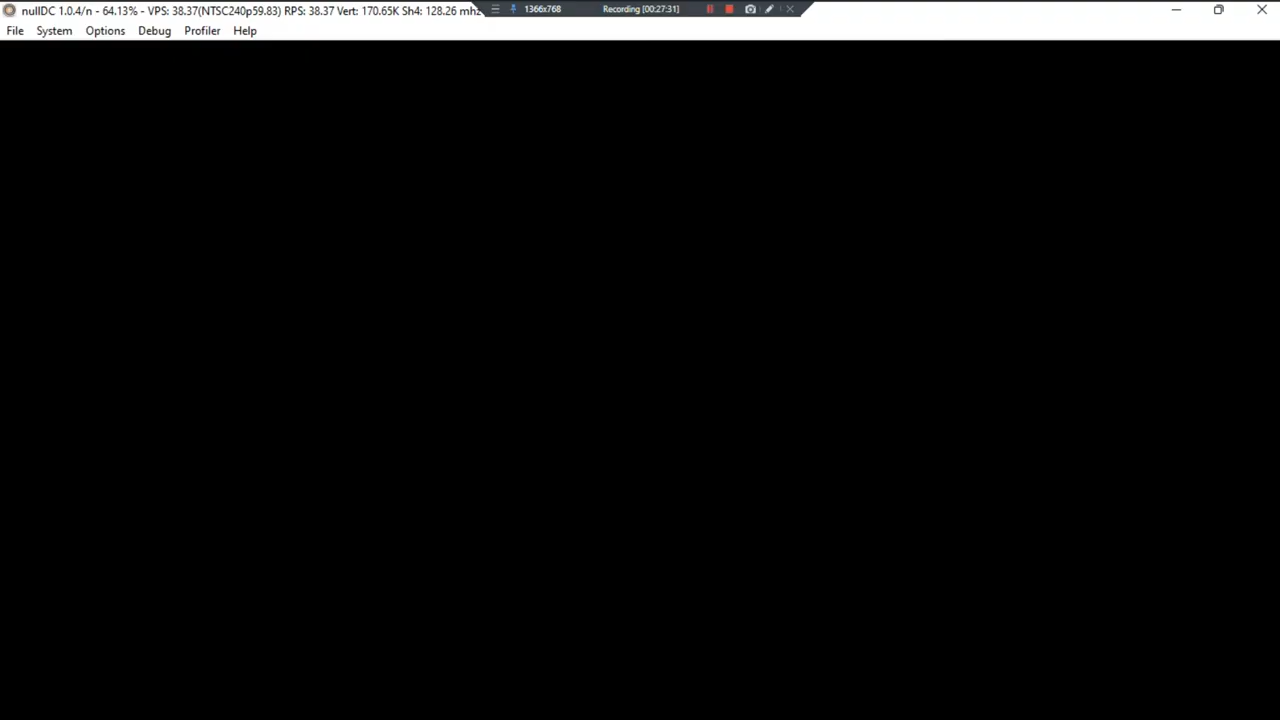 nullDC 1.0.4/n - 64.13% - VPS: 38.37(NTSC240p59.83) RPS: 38.37 Vert: 170.65K Sh4: 128.26 mhz
1366x768 Recording [00:27:31]
File System Options Debug Profiler Help